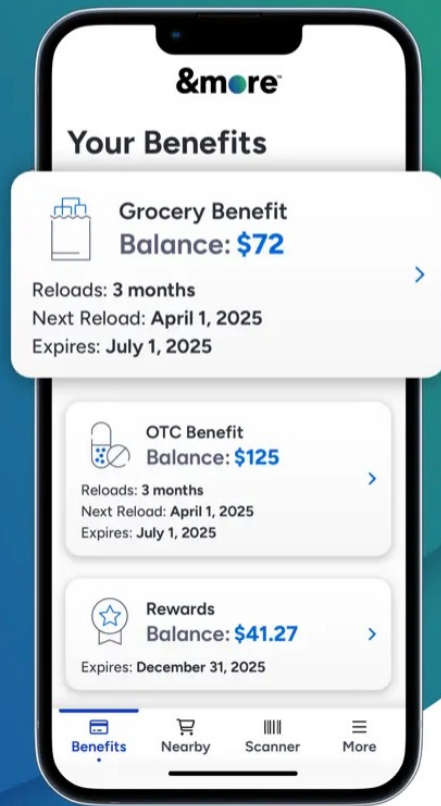 &more™
Your Benefits
Grocery Benefit
Balance: $72
Reloads: 3 months
Next Reload: April 1, 2025
Expires: July 1, 2025
OTC Benefit
Balance: $125
Reloads: 3 months
Next Reload: April 1, 2025
Expires: July 1, 2025
Rewards
Balance: $41.27
Expires: December 31, 2025
Benefits Nearby Scanner More